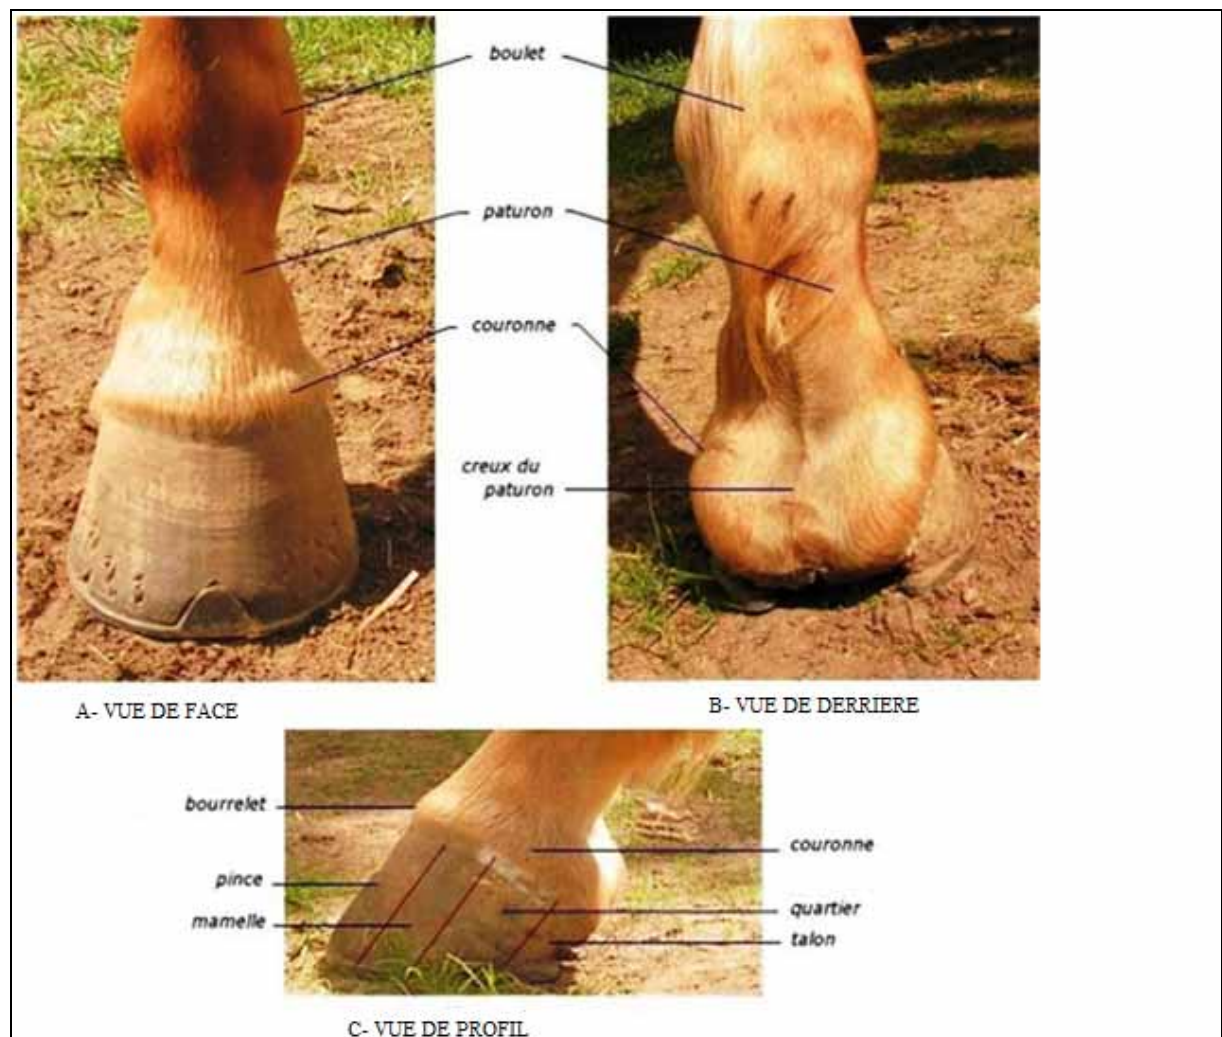 boulet
paturon
couronne
creux du
paturon
A- VUE DE FACE
B- VUE DE DERRIERE
bourrelet
couronne
pince
quartier
mamelle
talon
C- VUE DE PROFIL